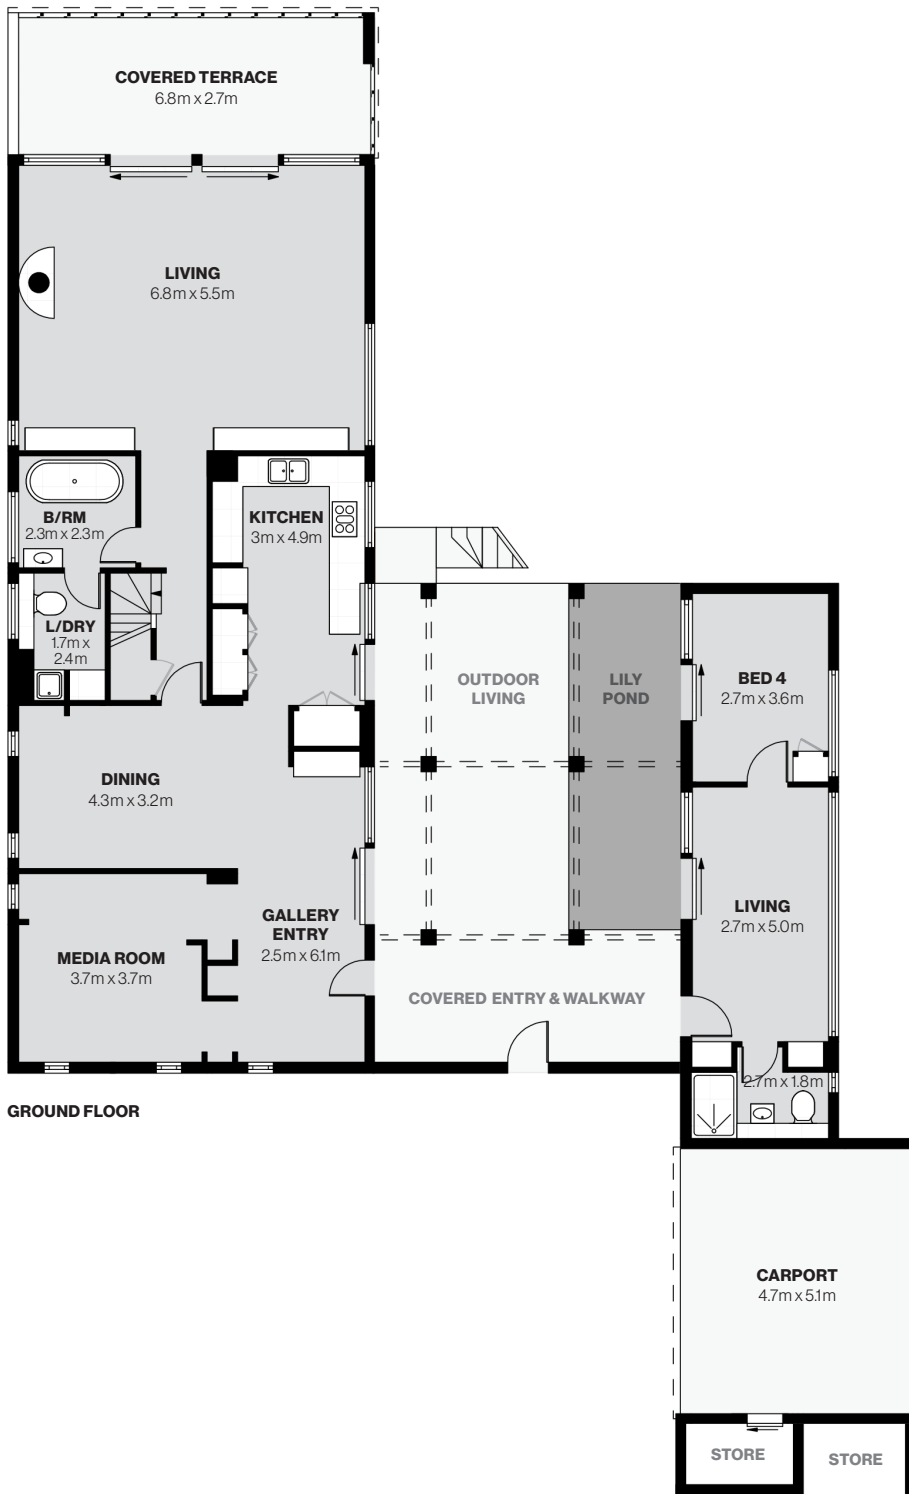 COVERED TERRACE
6.8m x 2.7m
LIVING
6.8m x 5.5m
B/RM
2.3m x 2.3m
KITCHEN
3m x 4.9m
L/DRY
1.7m x
2.4m
OUTDOOR
LIVING
LILY
POND
BED 4
2.7m x 3.6m
DINING
4.3m x 3.2m
GALLERY
ENTRY
2.5m x 6.1m
LIVING
2.7m x 5.0m
MEDIA ROOM
3.7m x 3.7m
COVERED ENTRY & WALKWAY
2.7m x 1.8m
GROUND FLOOR
CARPORT
4.7m x 5.1m
STORE
STORE